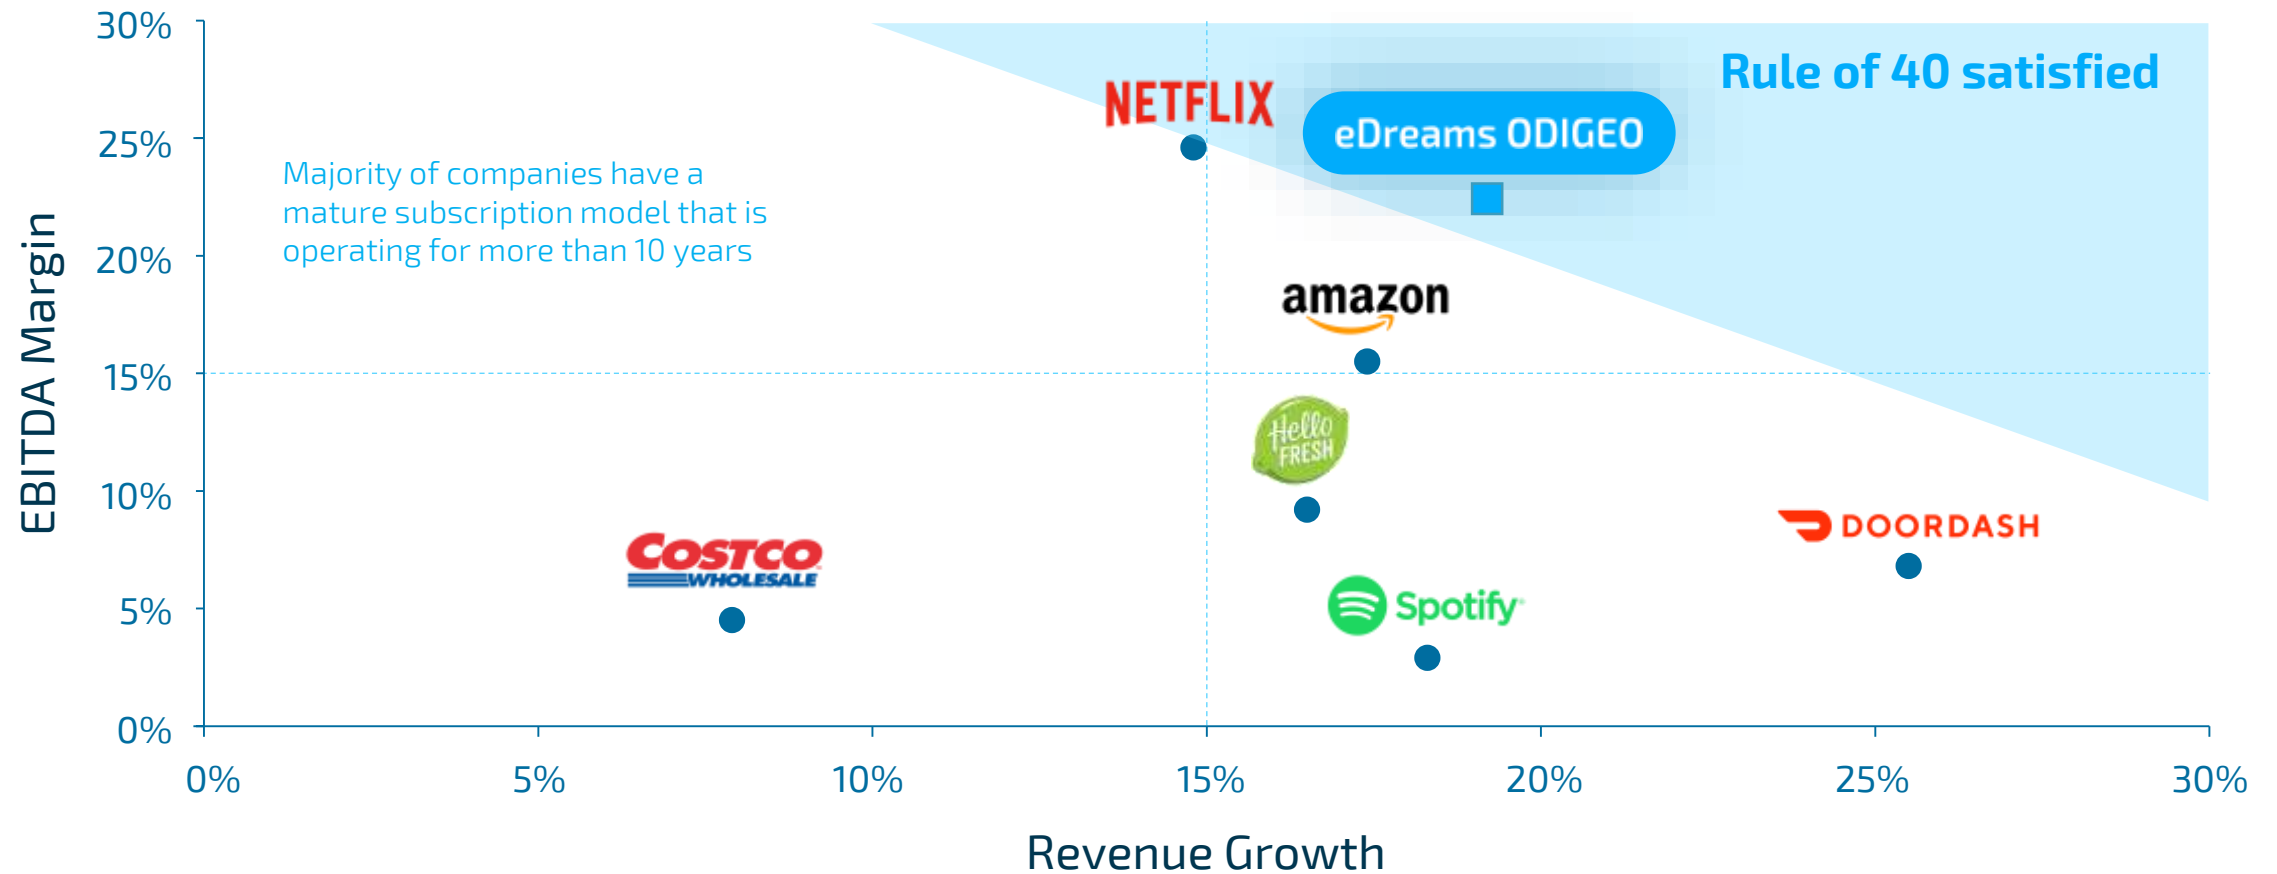 30%
25%
20%
15%
10%
5%
0%
EBITDA Margin
Majority of companies have a
mature subscription model that is
operating for more than 10 years
Rule of 40 satisfied
NETFLIX
eDreams ODIGEO
amazon
Hello
FRESH
COSTCO
WHOLESALE
Spotify
DOORDASH
0%
5%
10%
15%
20%
25%
30%
Revenue Growth